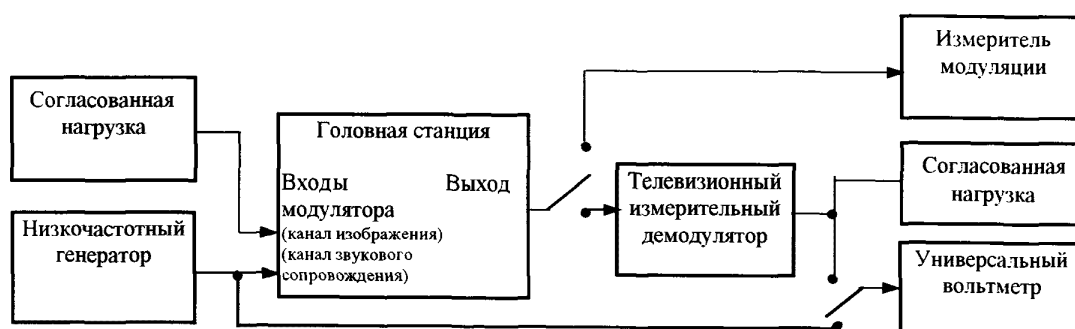 Согласованная
нагрузка
Низкочастотный
генератор
Головная станция
Входы Выход
модулятора
(канал изображения)
(канал звукового
сопровождения)
Телевизионный
измерительный
демодулятор
Измеритель
модуляции
Согласованная
нагрузка
Универсальный
вольтметр